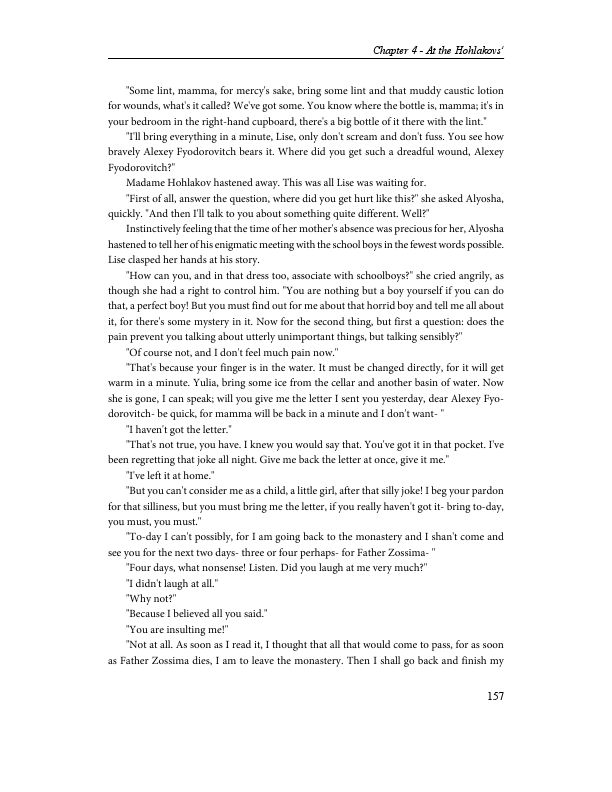 Chapter 4 - At the Hohlakovs'
"Some lint, mamma, for mercy's sake, bring some lint and that muddy caustic lotion
for wounds, what's it called? We've got some. You know where the bottle is, mamma; it's in
your bedroom in the right-hand cupboard, there's a big bottle of it there with the lint."
"I'll bring everything in a minute, Lise, only don't scream and don't fuss. You see how
bravely Alexey Fyodorovitch bears it. Where did you get such a dreadful wound, Alexey
Fyodorovitch?"
Madame Hohlakov hastened away. This was all Lise was waiting for.
"First of all, answer the question, where did you get hurt like this?" she asked Alyosha,
quickly. "And then I'll talk to you about something quite different. Well?"
Instinctively feeling that the time of her mother's absence was precious for her, Alyosha
hastened to tell her of his enigmatic meeting with the school boys in the fewest words possible.
Lise clasped her hands at his story.
"How can you, and in that dress too, associate with schoolboys?" she cried angrily, as
though she had a right to control him. "You are nothing but a boy yourself if you can do
that, a perfect boy! But you must find out for me about that horrid boy and tell me all about
it, for there's some mystery in it. Now for the second thing, but first a question: does the
pain prevent you talking about utterly unimportant things, but talking sensibly?"
"Of course not, and I don't feel much pain now."
"That's because your finger is in the water. It must be changed directly, for it will get
warm in a minute. Yulia, bring some ice from the cellar and another basin of water. Now
she is gone, I can speak; will you give me the letter I sent you yesterday, dear Alexey Fyo-
dorovitch- be quick, for mamma will be back in a minute and I don't want- "
"I haven't got the letter."
"That's not true, you have. I knew you would say that. You've got it in that pocket. I've
been regretting that joke all night. Give me back the letter at once, give it me."
"I've left it at home."
"But you can't consider me as a child, a little girl, after that silly joke! I beg your pardon
for that silliness, but you must bring me the letter, if you really haven't got it- bring to-day,
you must, you must."
"To-day I can't possibly, for I am going back to the monastery and I shan't come and
see you for the next two days- three or four perhaps- for Father Zossima- "
"Four days, what nonsense! Listen. Did you laugh at me very much?"
"I didn't laugh at all."
"Why not?"
"Because I believed all you said."
"You are insulting me!"
"Not at all. As soon as I read it, I thought that all that would come to pass, for as soon
as Father Zossima dies, I am to leave the monastery. Then I shall go back and finish my
157